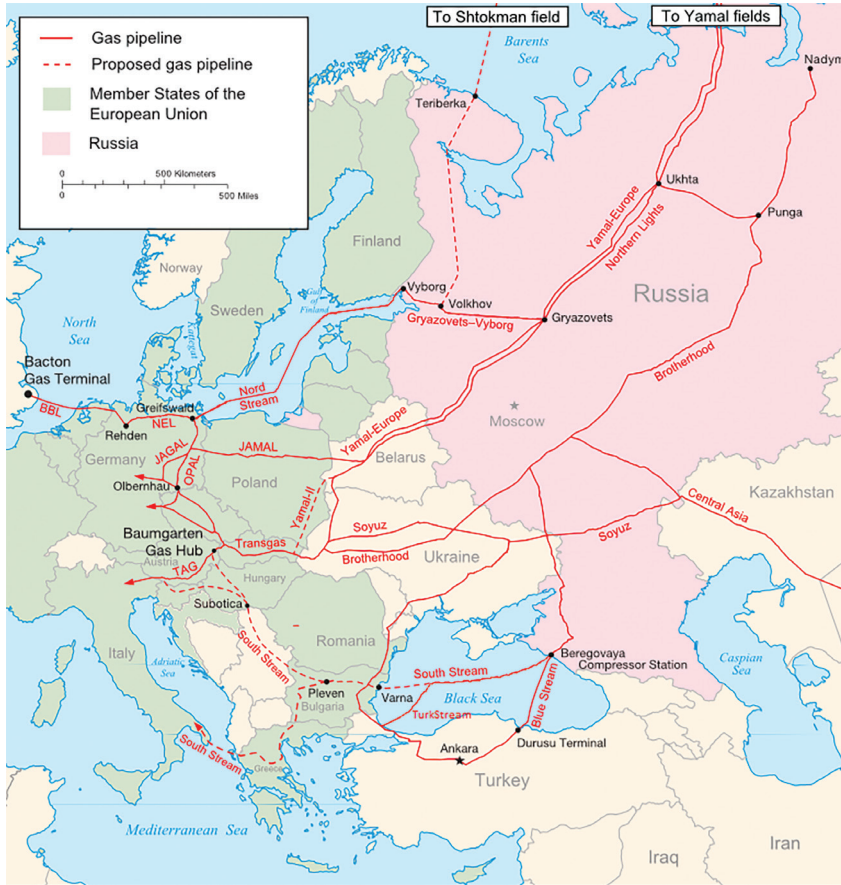 To Shtokman field
To Yamal fields
Gas pipeline
Proposed gas pipeline
Member States of the
European Union
Russia
0 500 Kilometers
0 500 Miles
Barents
Sea
Nadym
Teriberka
Ukhta
Punga
Yamal-Europe
Northern Lights
Finland
Norway
Sweden
Vyborg
Volkhov
Gulf
of
Finland
Gryazovets
Gryazovets–Vyborg
Russia
North
Sea
Kattegat
Bacton
Gas Terminal
BBL
Greifswald
Nord
Stream
NEL
Rehden
Brotherhood
Moscow
Yamal-Europe
JAGAL
JAMAL
OPAL
Germany
Belarus
Poland
Olbernhau
Yamal-II
Kazakhstan
Central Asia
Baumgarten
Gas Hub
Transgas
Soyuz
Soyuz
Brotherhood
Ukraine
Austria
TAG
Hungary
Subotica
Romania
Italy
Adriatic
Sea
South Stream
Beregovaya
Compressor Station
Caspian
Sea
South Stream
Pleven
Bulgaria
Varna
Black Sea
TurkStream
Blue Stream
Ankara
Durusu Terminal
South Stream
Greece
Turkey
Mediterranean Sea
Iraq
Iran